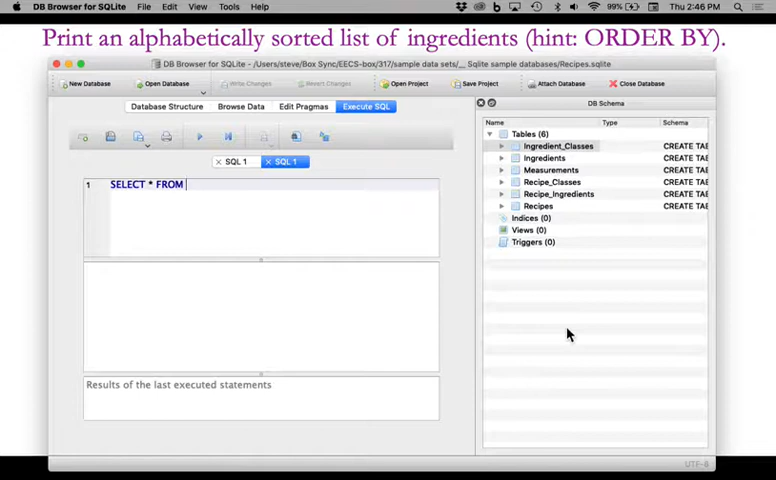 DB Browser for SQLite File Edit View Tools Help 99% Thu 2:46 PM
Print an alphabetically sorted list of ingredients (hint: ORDER BY).
DB Browser for SQLite - /Users/steve/Box Sync/EECS-box/317/sample data sets/__ SQLite sample databases/Recipes.sqlite
New Database Open Database Write Changes Revert Changes Open Project Save Project Attach Database Close Database
Database Structure Browse Data Edit Pragmas Execute SQL
DB Schema
Name Type Schema
Tables (6)
Ingredient_Classes CREATE TAE
Ingredients CREATE TAE
Measurements CREATE TAE
Recipe_Classes CREATE TAE
Recipe_Ingredients CREATE TAE
Recipes CREATE TAE
Indices (0)
Views (0)
Triggers (0)
SQL 1 SQL 1
1 SELECT * FROM
Results of the last executed statements
UTF-8